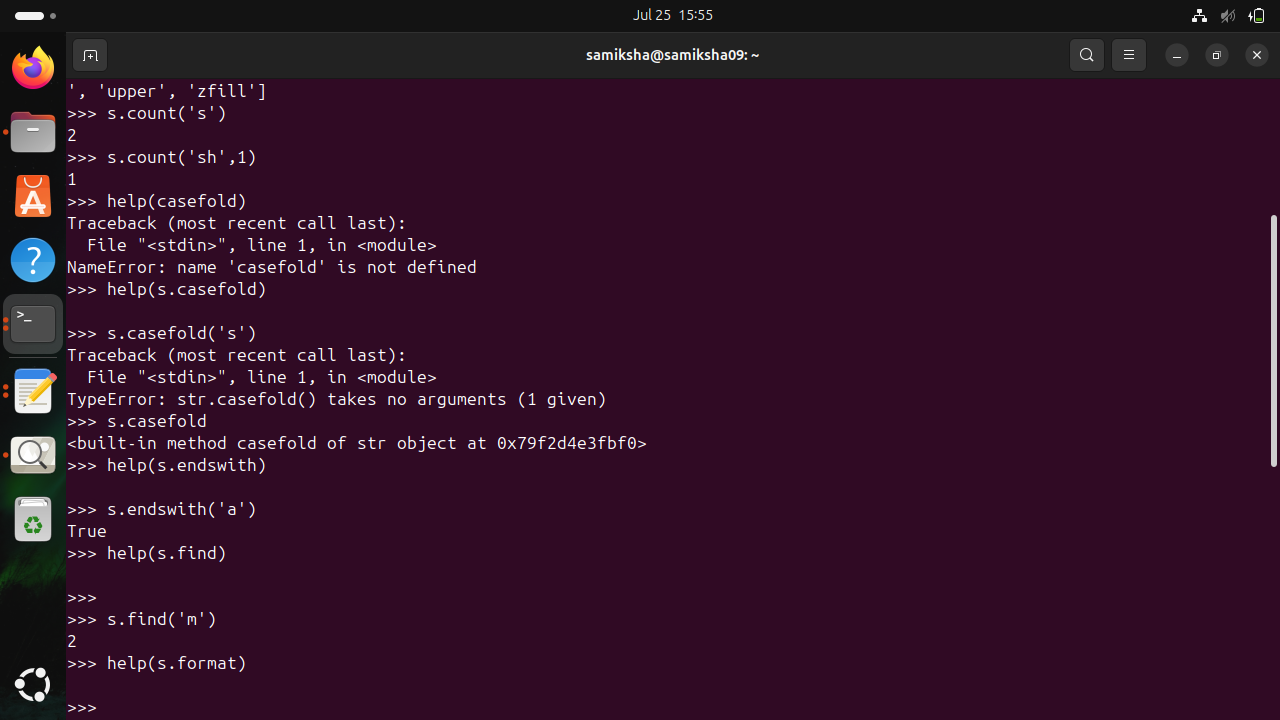 Jul 25 15:55
samiksha@samiksha09: ~
', 'upper', 'zfill']
>>> s.count('s')
2
>>> s.count('sh',1)
1
>>> help(casefold)
Traceback (most recent call last):
  File "<stdin>", line 1, in <module>
NameError: name 'casefold' is not defined
>>> help(s.casefold)
>>> s.casefold('s')
Traceback (most recent call last):
  File "<stdin>", line 1, in <module>
TypeError: str.casefold() takes no arguments (1 given)
>>> s.casefold
<built-in method casefold of str object at 0x79f2d4e3fbf0>
>>> help(s.endswith)
>>> s.endswith('a')
True
>>> help(s.find)
>>>
>>> s.find('m')
2
>>> help(s.format)
>>>